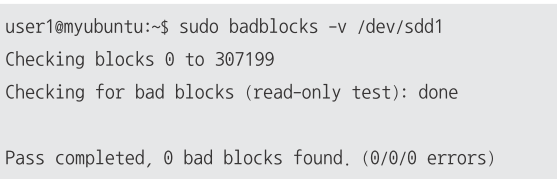 user1@myubuntu:~$ sudo badblocks -v /dev/sdd1
Checking blocks 0 to 307199
Checking for bad blocks (read-only test): done
Pass completed, 0 bad blocks found. (0/0/0 errors)